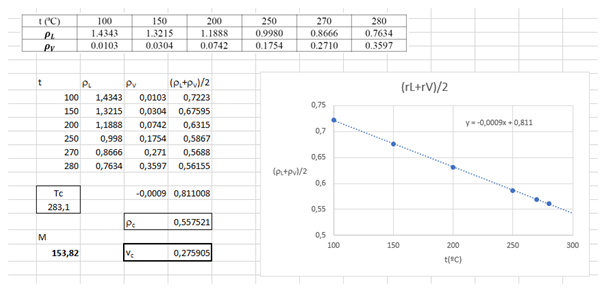 t (ºC) 100 150 200 250 270 280
ρL 1.4343 1.3215 1.1888 0.9980 0.8666 0.7634
ρV 0.0103 0.0304 0.0742 0.1754 0.2710 0.3597
t ρL ρV (ρL+ρV)/2
100 1,4343 0,0103 0,7223
150 1,3215 0,0304 0,67595
200 1,1888 0,0742 0,6315
250 0,998 0,1754 0,5867
270 0,8666 0,271 0,5688
280 0,7634 0,3597 0,56155
Tc -0,0009 0,811008
283,1
ρc 0,557521
M
153,82 Vc 0,275905
(rL+rV)/2
0,75
0,7
0,65
0,6
0,55
0,5
(ρL+ρV)/2
y = -0,0009x + 0,811
100 150 200 250 300
t(ºC)